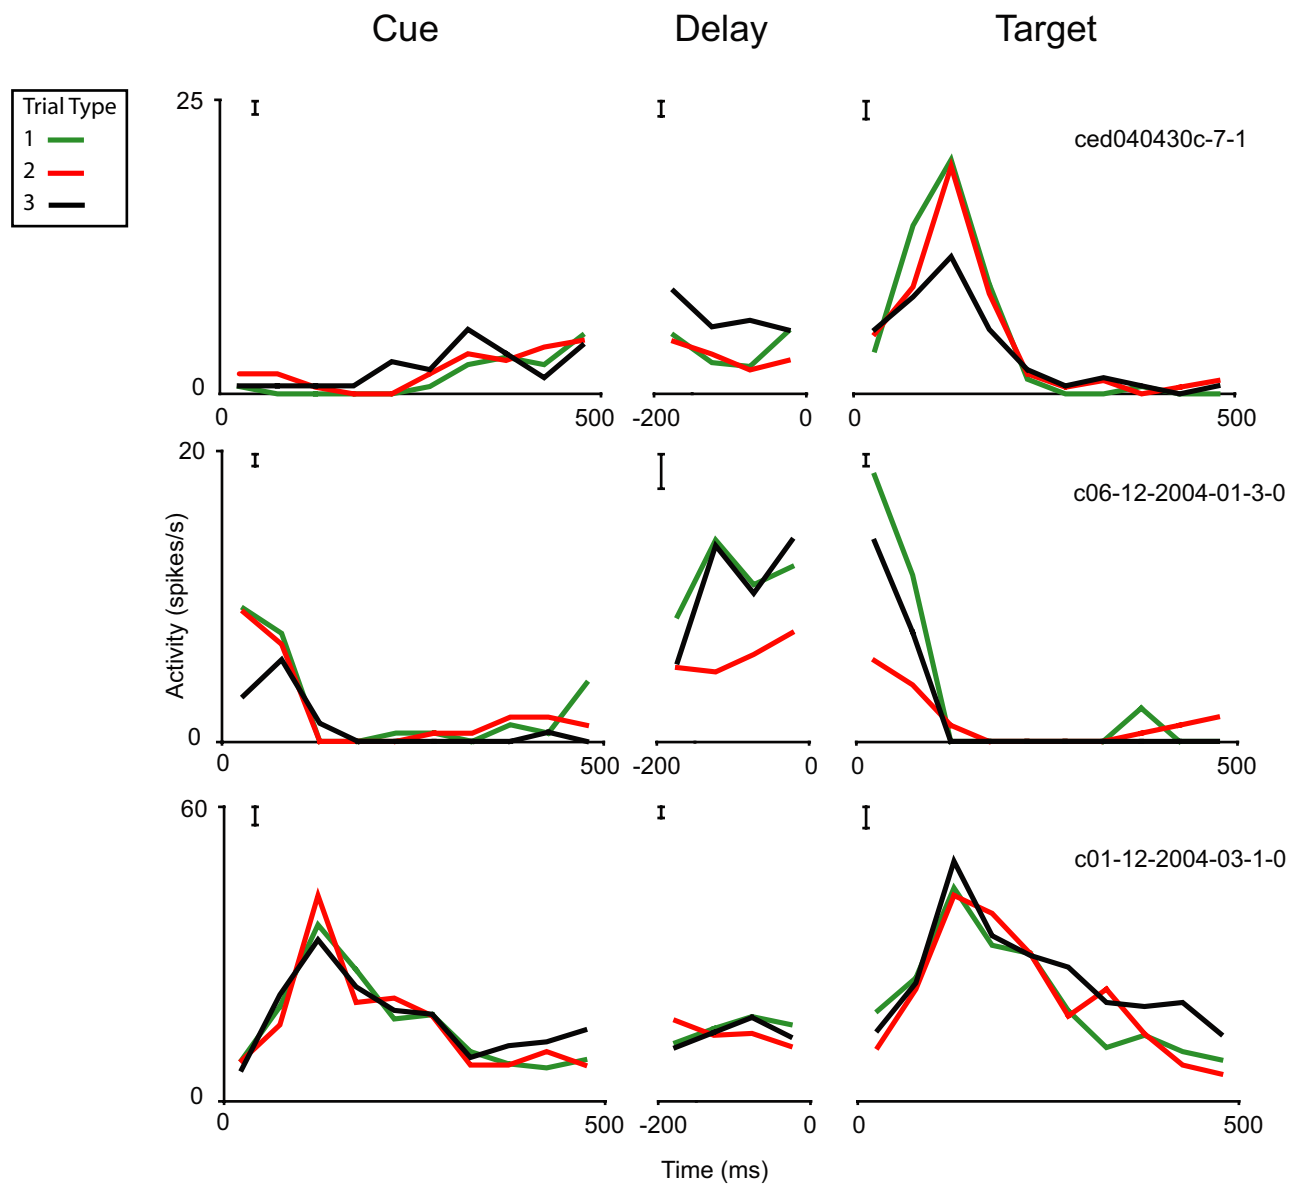 Cue Delay Target
Trial Type
1
2
3
25
0
ced040430c-7-1
0 500 -200 0 0 500
20
0
c06-12-2004-01-3-0
0 500 -200 0 0 500
Activity (spikes/s)
60
0
c01-12-2004-03-1-0
0 500 -200 0 0 500
Time (ms)